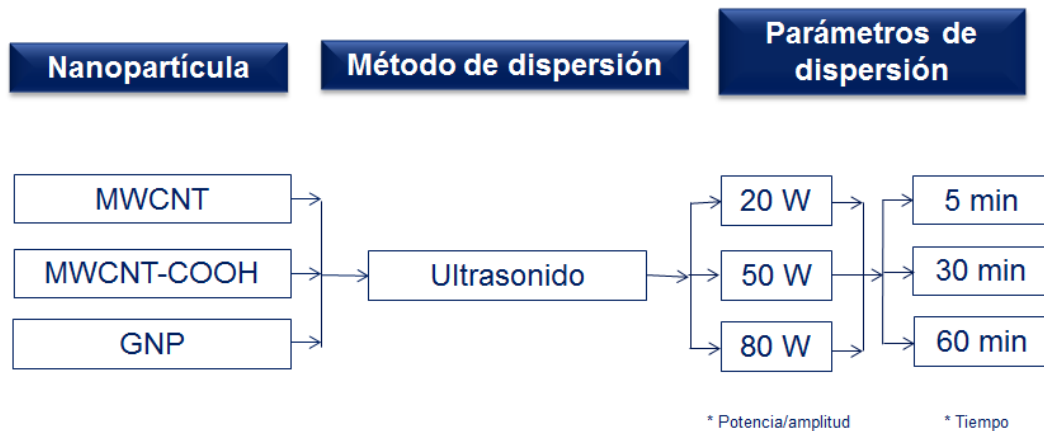 Nanopartícula
Método de dispersión
Parámetros de
dispersión
MWCNT
MWCNT-COOH
GNP
Ultrasonido
20 W
50 W
80 W
5 min
30 min
60 min
* Potencia/amplitud
* Tiempo